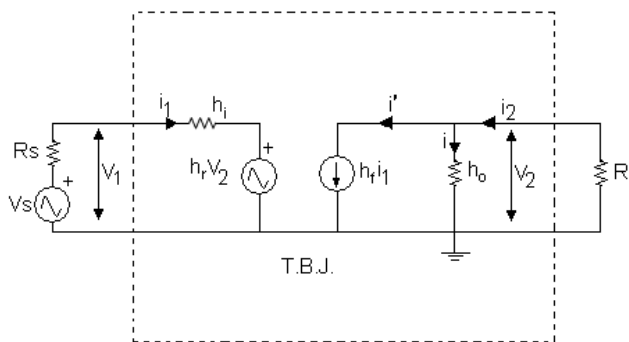 i1
hi
i'
i2
Rs
V1
hrV2
hfi1
i
ho
V2
R
Vs
+
+
T.B.J.